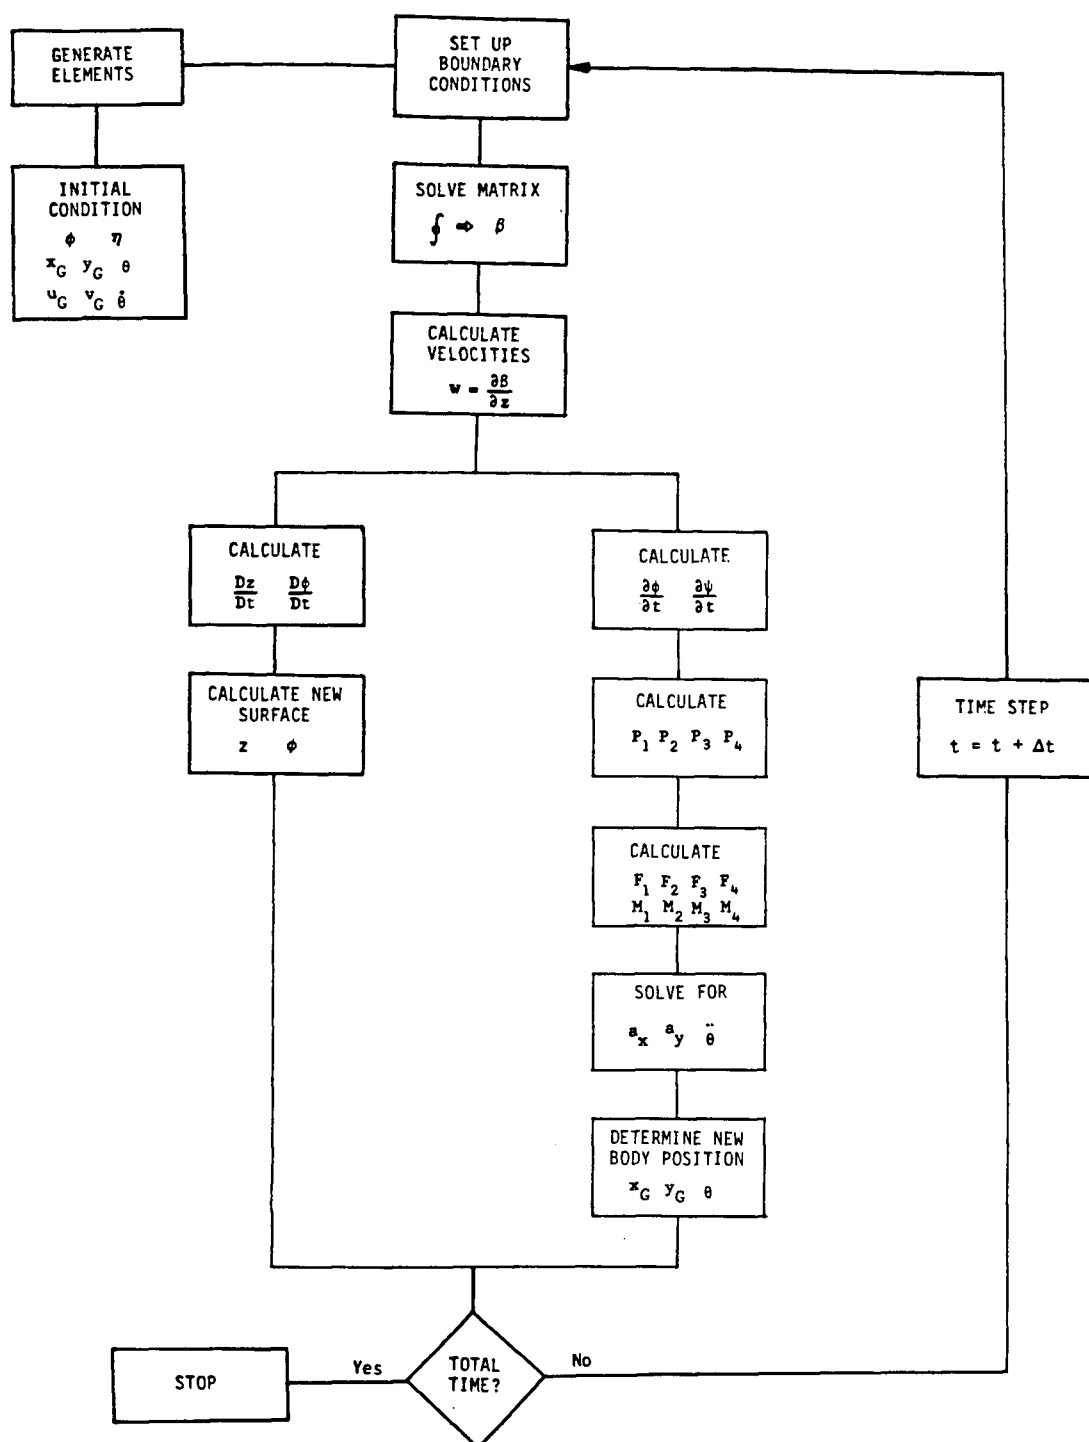 GENERATE
ELEMENTS
SET UP
BOUNDARY
CONDITIONS
INITIAL
CONDITION
ϕ η
x_G y_G θ
u_G v_G θ̇
SOLVE MATRIX
∮ ⇒ β
CALCULATE
VELOCITIES
w = ∂β/∂z
CALCULATE
Dz/Dt Dϕ/Dt
CALCULATE
∂ϕ/∂t ∂ψ/∂t
CALCULATE NEW
SURFACE
z ϕ
CALCULATE
P₁ P₂ P₃ P₄
TIME STEP
t = t + Δt
CALCULATE
F₁ F₂ F₃ F₄
M₁ M₂ M₃ M₄
SOLVE FOR
a_x a_y θ̈
DETERMINE NEW
BODY POSITION
x_G y_G θ
STOP
Yes
TOTAL
TIME?
No